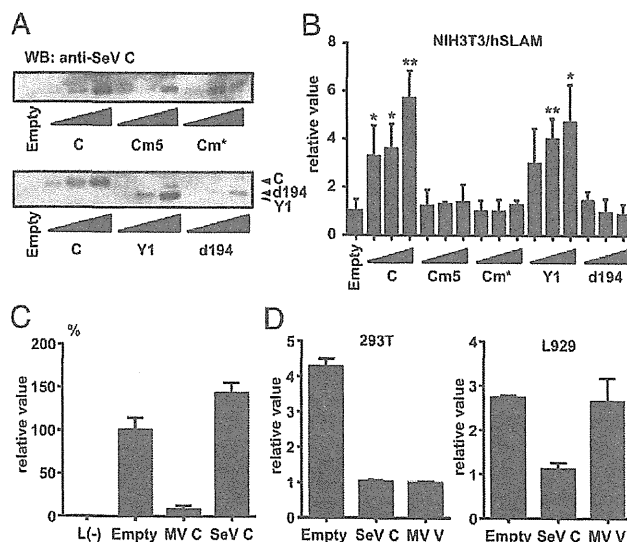 A
WB: anti-SeV C
Empty
C Cm5 Cm*
C
d194
Y1
Empty
C Y1 d194
B
NIH3T3/hSLAM
relative value
8
6
4
2
0
* * ** ** *
Empty
C Cm5 Cm* Y1 d194
C
%
relative value
200
150
100
50
0
L(-) Empty MV C SeV C
D
293T
relative value
5
4
3
2
1
0
Empty SeV C MV V
L929
relative value
4
3
2
1
0
Empty SeV C MV V